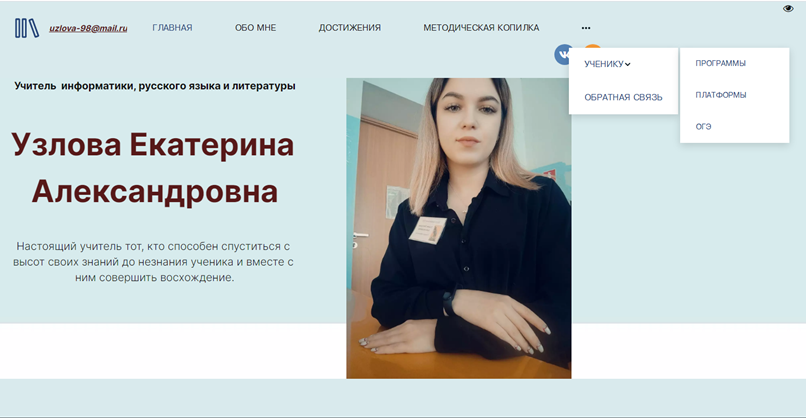 uzlova-98@mail.ru ГЛАВНАЯ ОБО МНЕ ДОСТИЖЕНИЯ МЕТОДИЧЕСКАЯ КОПИЛКА •••
УЧЕНИКУ ПРОГРАММЫ
ОБРАТНАЯ СВЯЗЬ ПЛАТФОРМЫ
ОГЭ
Учитель информатики, русского языка и литературы
Узлова Екатерина
Александровна
Настоящий учитель тот, кто способен спуститься с
высот своих знаний до незнания ученика и вместе с
ним совершить восхождение.